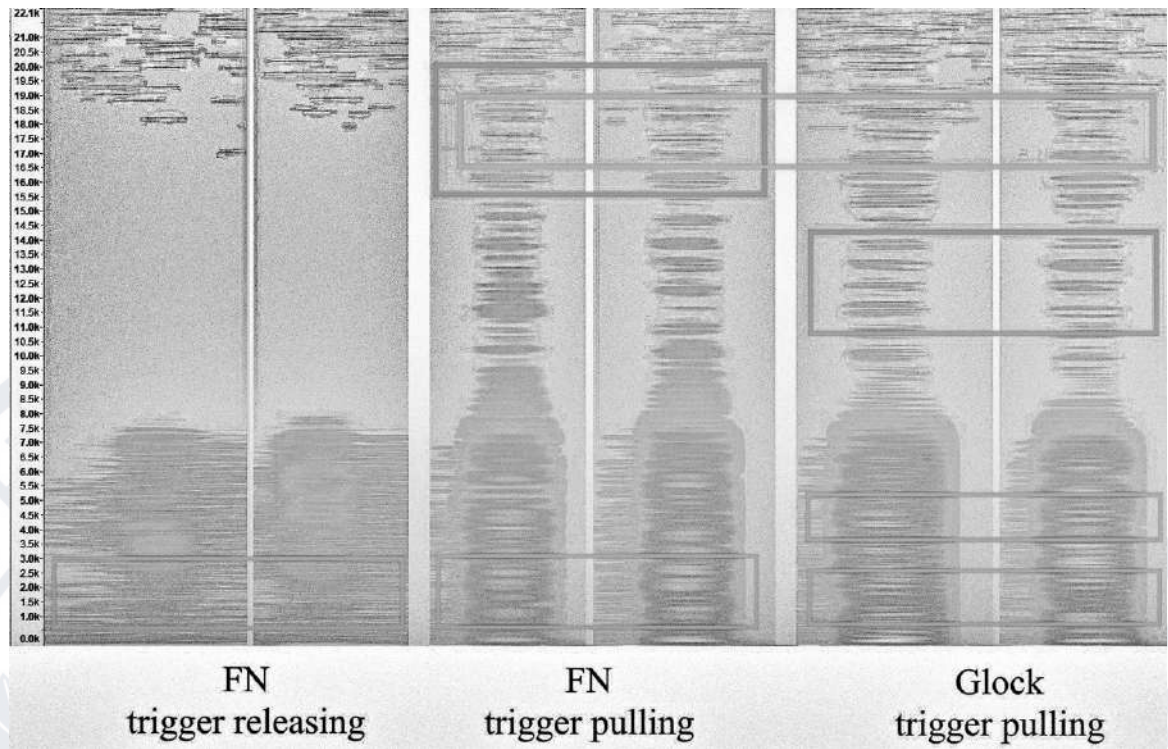 22.1k
21.0k
20.5k
20.0k
19.5k
19.0k
18.5k
18.0k
17.5k
17.0k
16.5k
16.0k
15.5k
15.0k
14.5k
14.0k
13.5k
13.0k
12.5k
12.0k
11.5k
11.0k
10.5k
10.0k
9.5k
9.0k
8.5k
8.0k
7.5k
7.0k
6.5k
6.0k
5.5k
5.0k
4.5k
4.0k
3.5k
3.0k
2.5k
2.0k
1.5k
1.0k
0.0k
FN
trigger releasing
FN
trigger pulling
Glock
trigger pulling